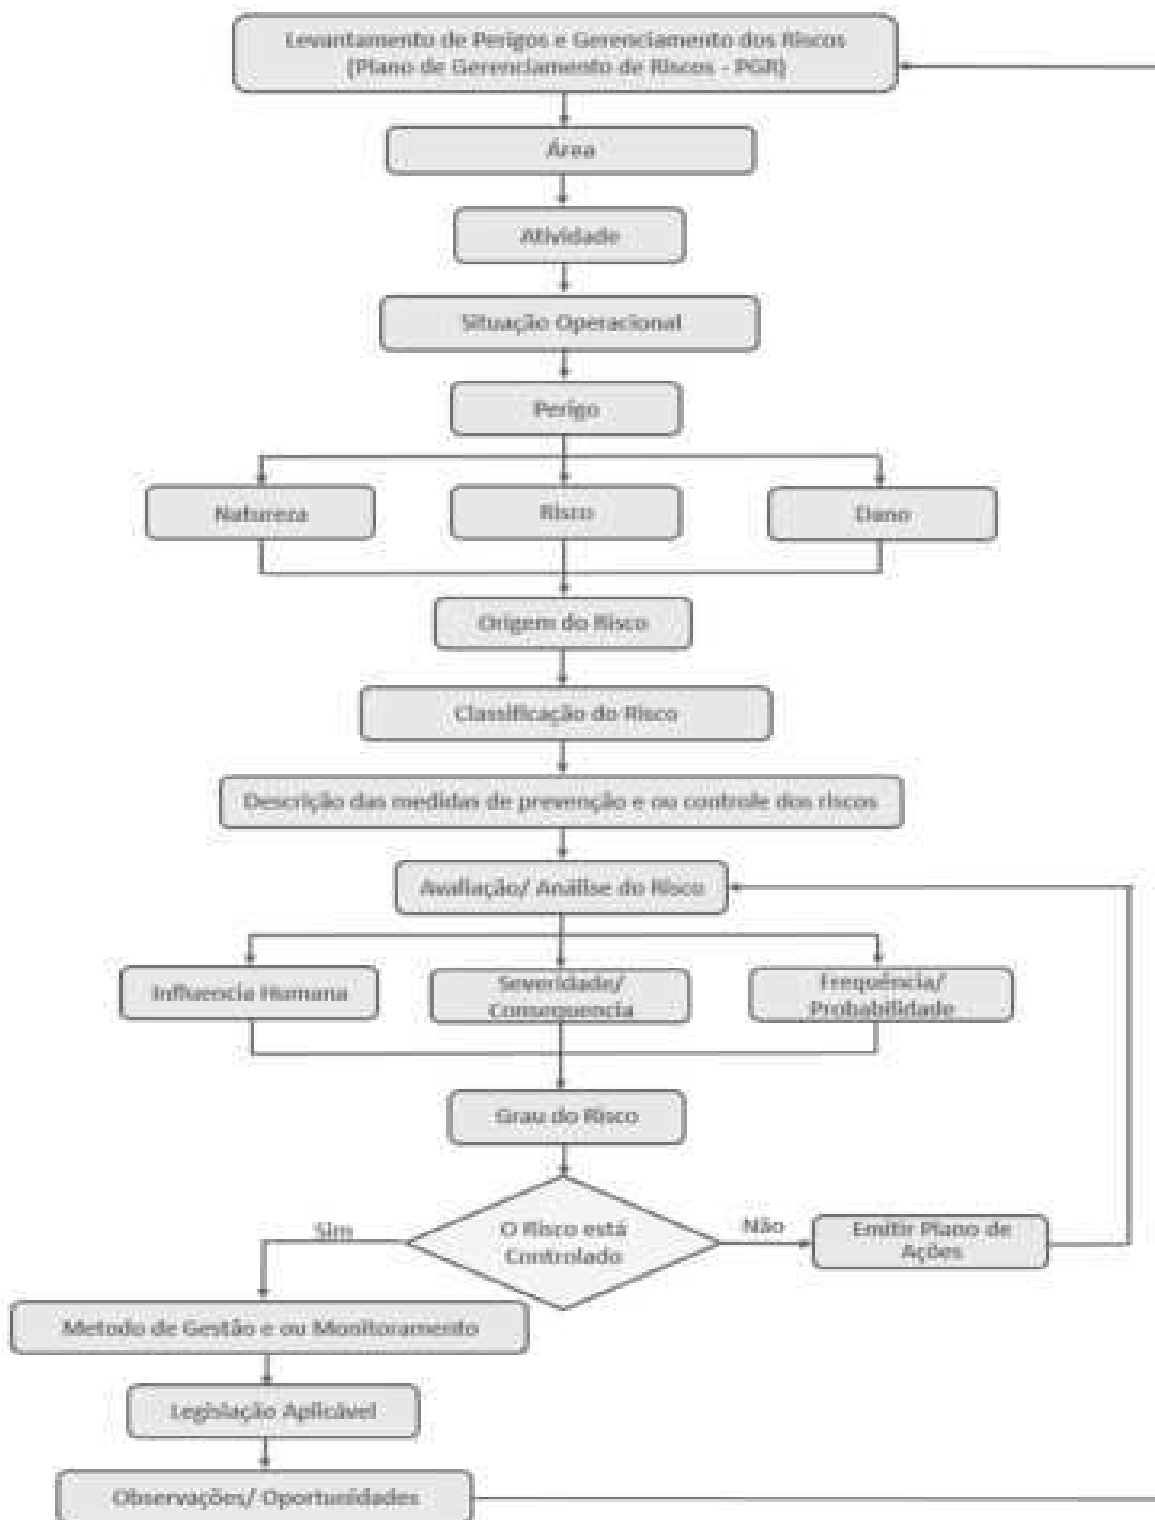 Levantamento de Perigos e Gerenciamento dos Riscos
(Plano de Gerenciamento de Riscos - PGR)
Área
Atividade
Situação Operacional
Perigo
Natureza
Risco
Dano
Origem do Risco
Classificação do Risco
Descrição das medidas de prevenção e ou controle dos riscos
Avaliação/ Análise do Risco
Influencia Humana
Severidade/
Consequencia
Frequência/
Probabilidade
Grau do Risco
O Risco está
Controlado
Sim
Não
Emitir Plano de
Ações
Metodo de Gestão e ou Monitoramento
Legislação Aplicável
Observações/ Oportunidades